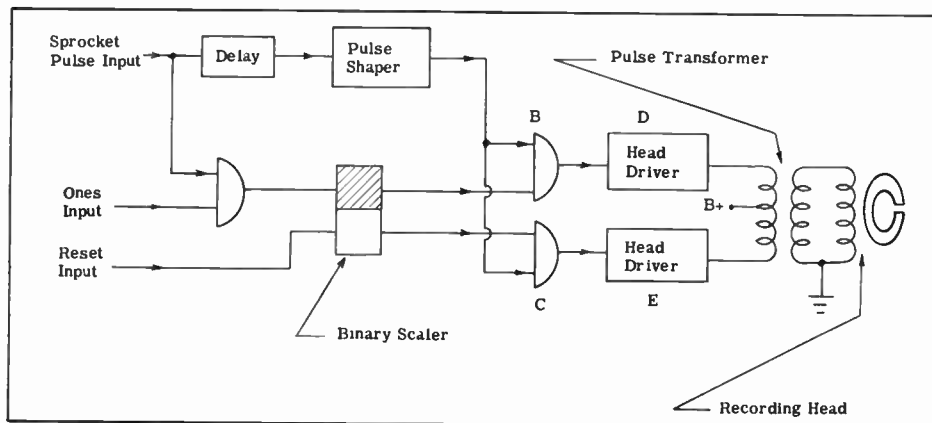 Sprocket
Pulse Input
Delay
Pulse
Shaper
Pulse Transformer
B
D
Head
Driver
Ones
Input
B+
Reset
Input
Head
Driver
C
E
Binary Scaler
Recording Head